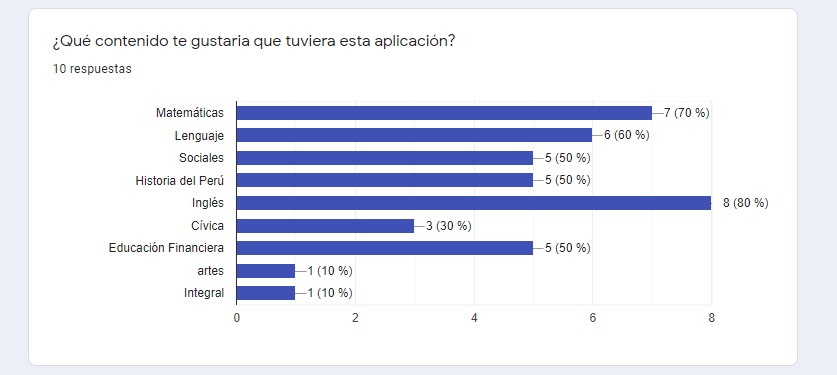 ¿Qué contenido te gustaria que tuviera esta aplicación?
10 respuestas
Matemáticas 7 (70 %)
Lenguaje 6 (60 %)
Sociales 5 (50 %)
Historia del Perú 5 (50 %)
Inglés 8 (80 %)
Cívica 3 (30 %)
Educación Financiera 5 (50 %)
artes 1 (10 %)
Integral 1 (10 %)
0 2 4 6 8